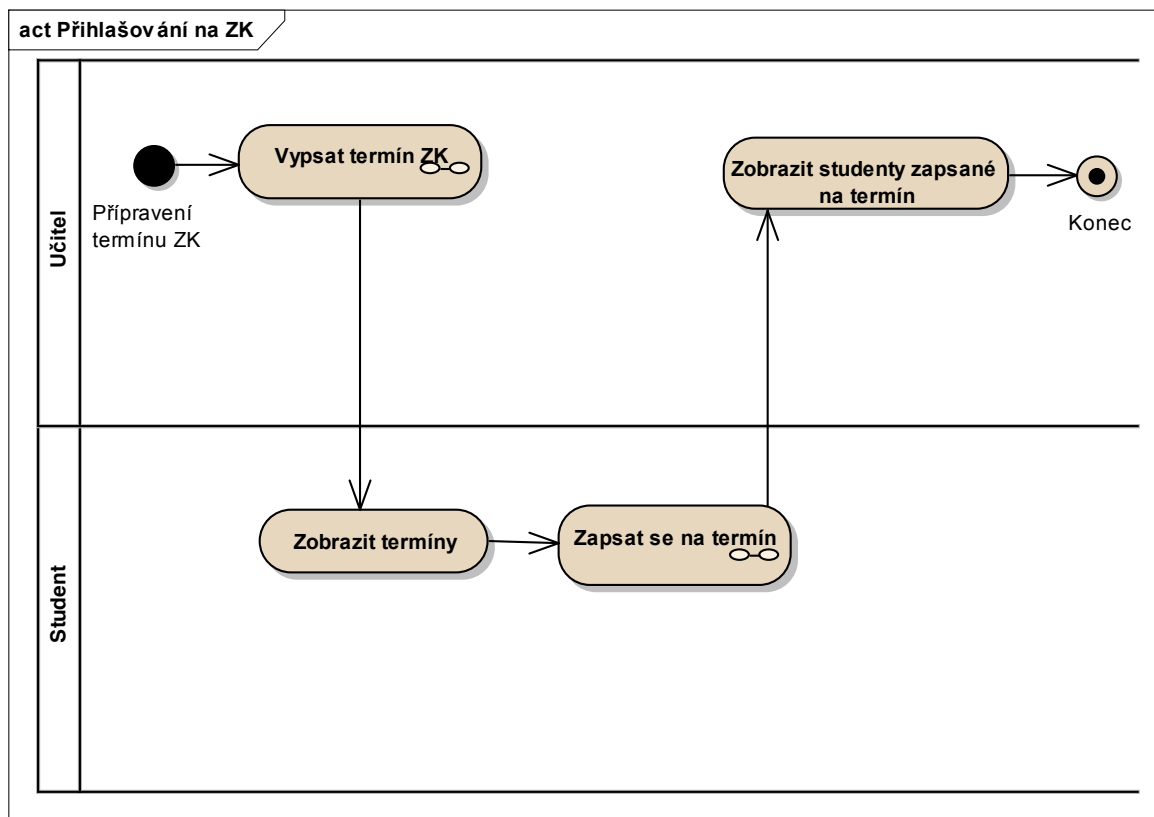 act Přihlašování na ZK
Učitel
Přípravení
termínu ZK
Vypsat termín ZK
Zobrazit studenty zapsané
na termín
Konec
Student
Zobrazit termíny
Zapsat se na termín